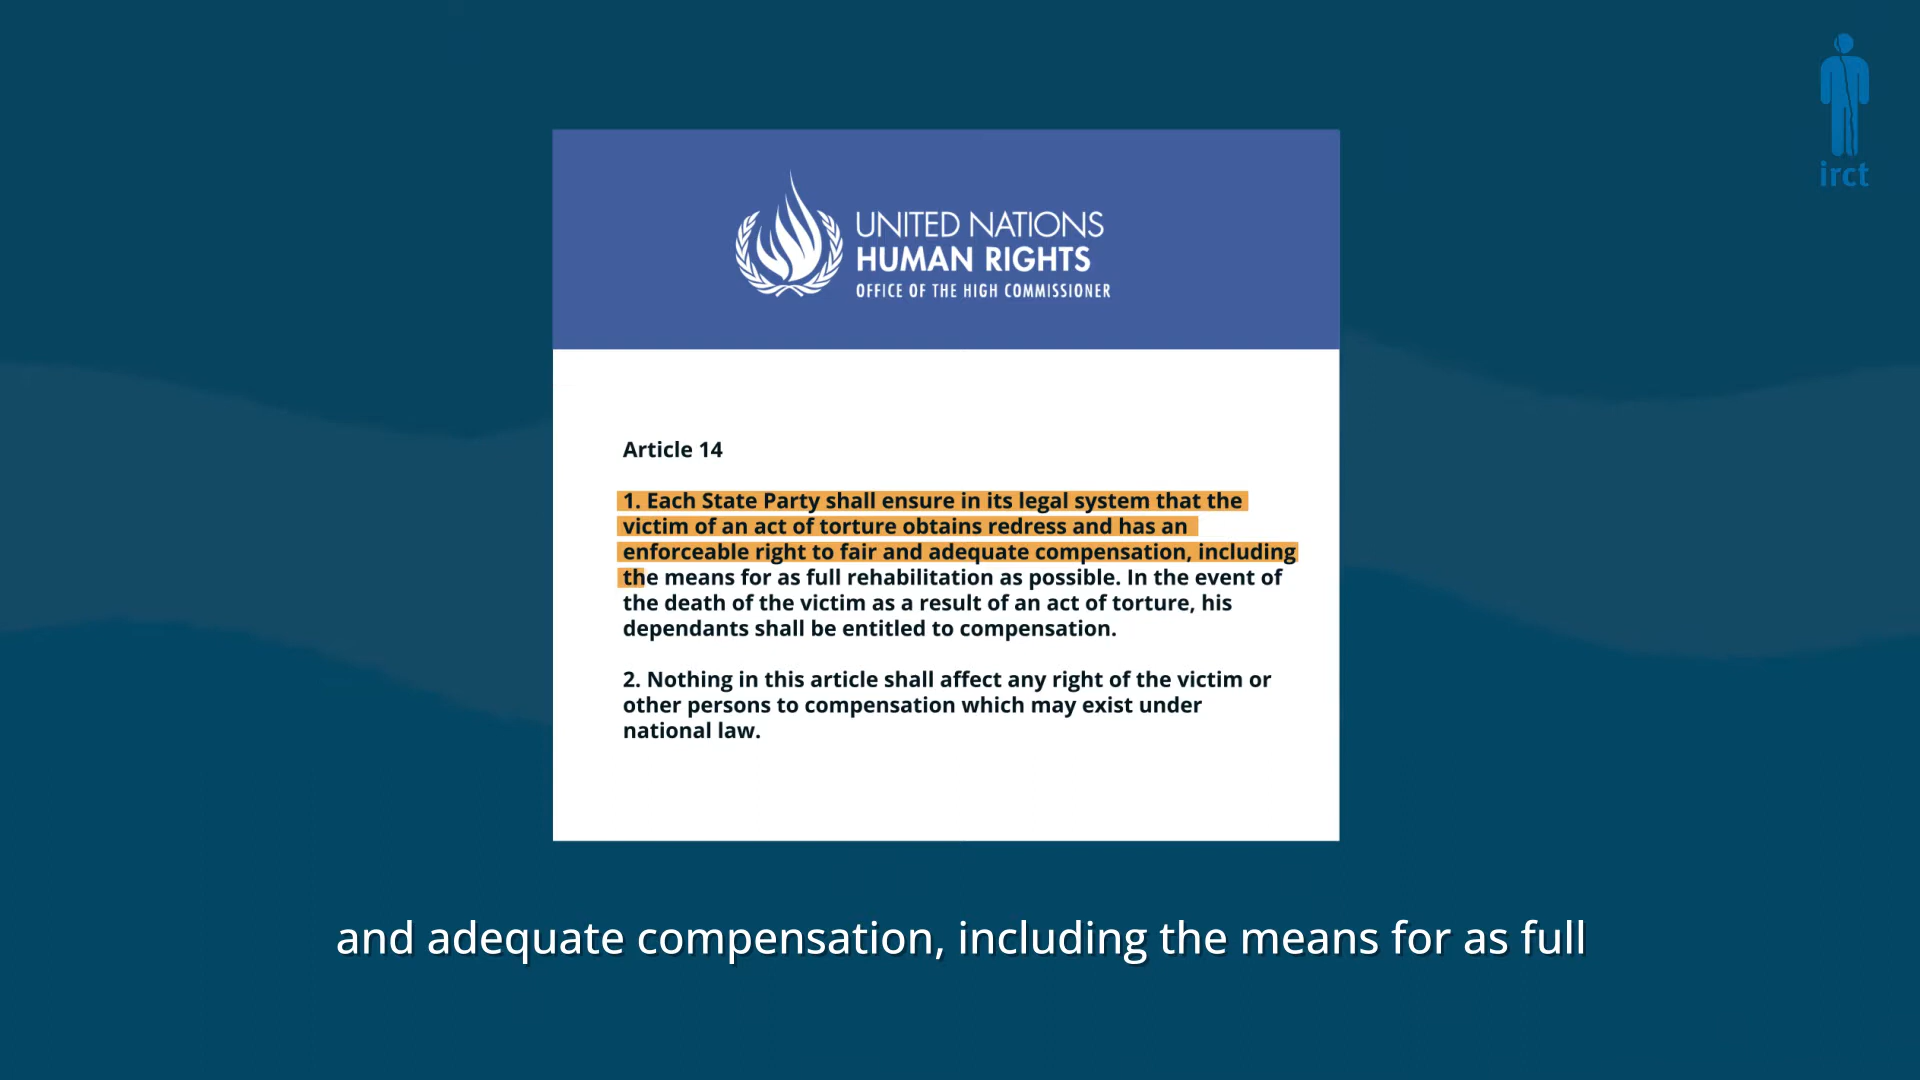 irct
UNITED NATIONS
HUMAN RIGHTS
OFFICE OF THE HIGH COMMISSIONER
Article 14
1. Each State Party shall ensure in its legal system that the
victim of an act of torture obtains redress and has an
enforceable right to fair and adequate compensation, including
the means for as full rehabilitation as possible. In the event of
the death of the victim as a result of an act of torture, his
dependants shall be entitled to compensation.
2. Nothing in this article shall affect any right of the victim or
other persons to compensation which may exist under
national law.
and adequate compensation, including the means for as full